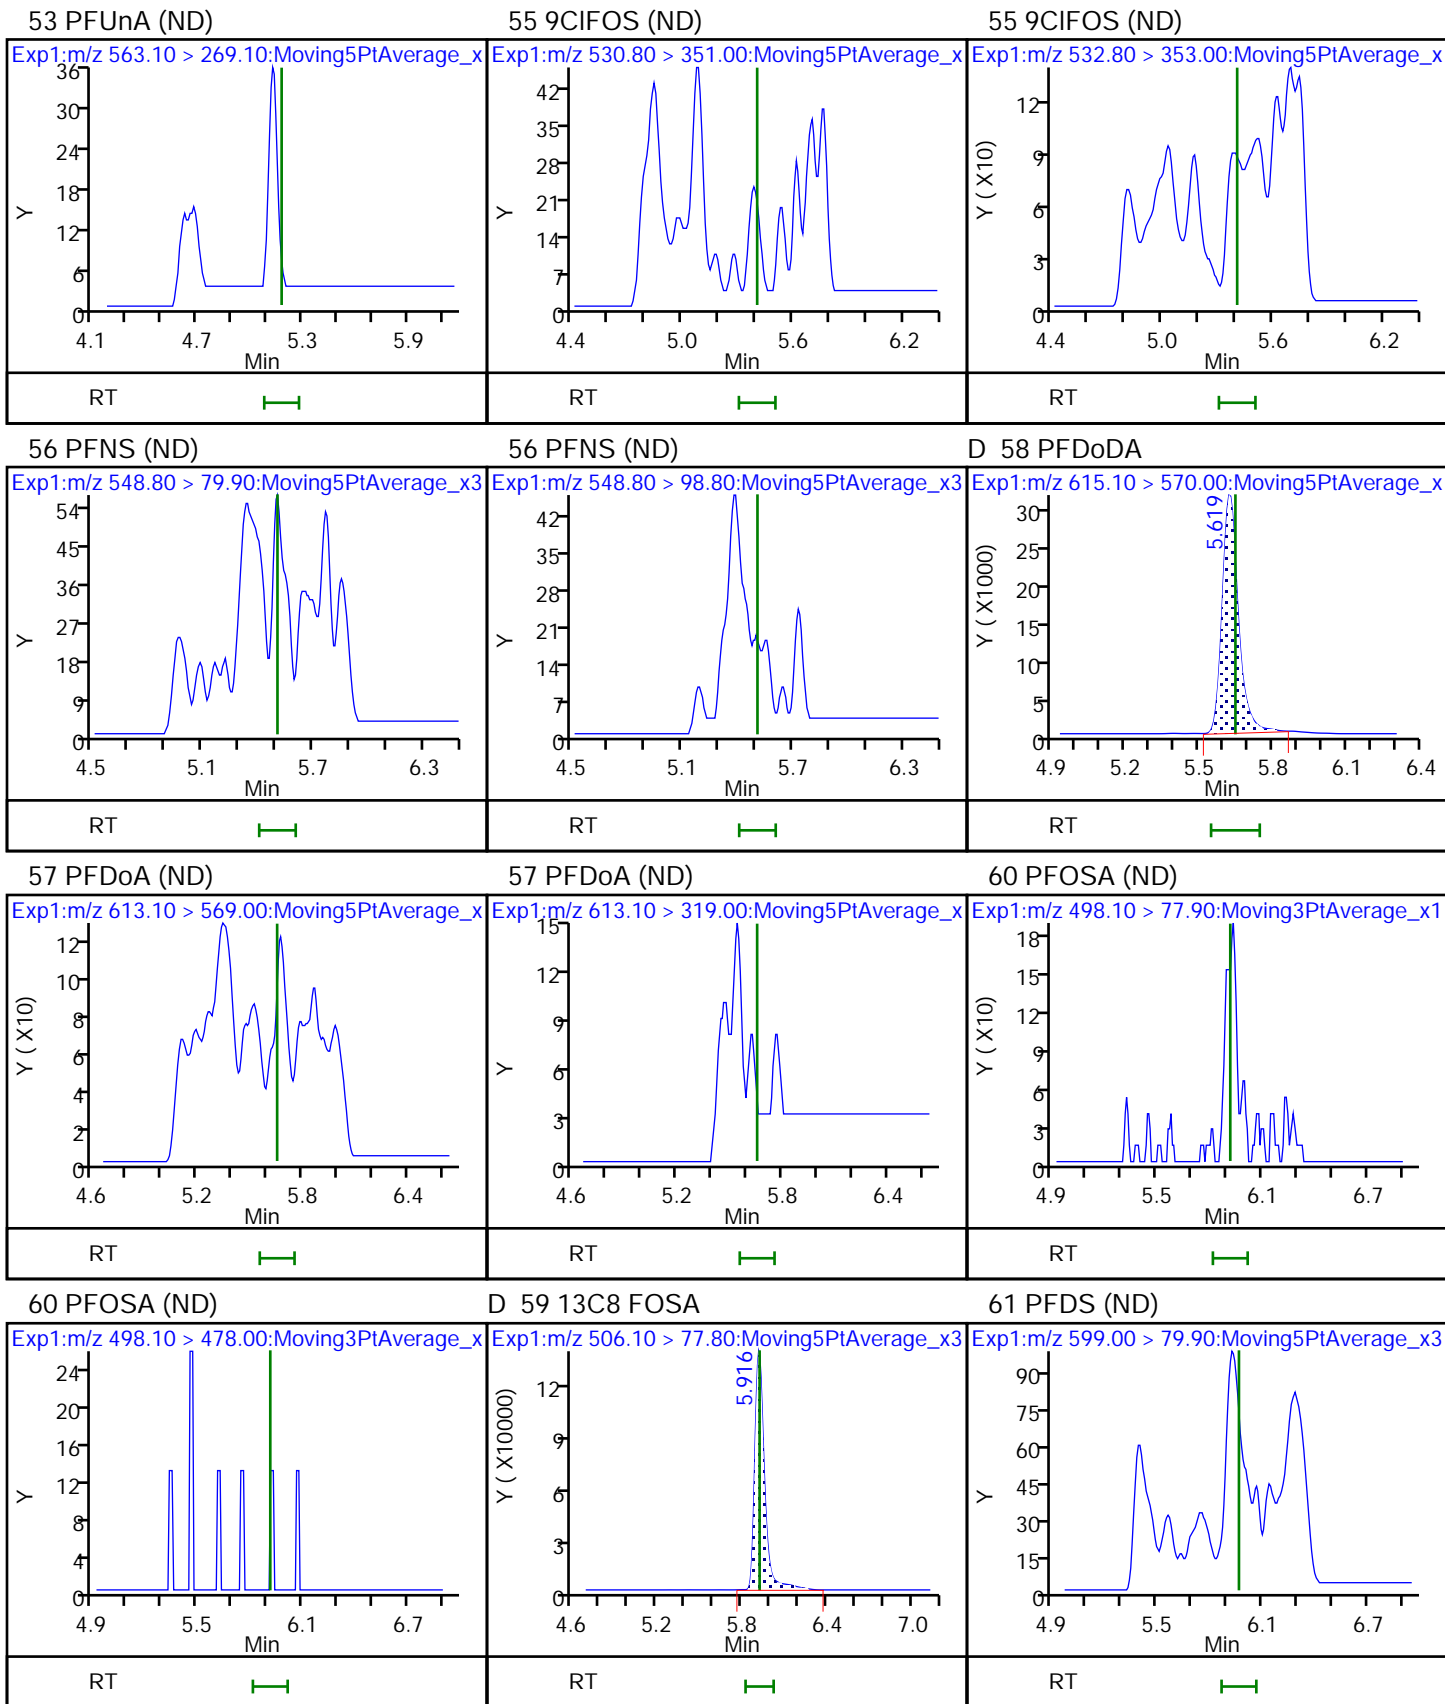 53 PFUnA (ND)
Exp1:m/z 563.10 > 269.10:Moving5PtAverage_x
36
30
24
18
12
6
0
Y
4.1 4.7 5.3 5.9
Min
RT
55 9ClFOS (ND)
Exp1:m/z 530.80 > 351.00:Moving5PtAverage_x
42
35
28
21
14
7
0
Y
4.4 5.0 5.6 6.2
Min
RT
55 9ClFOS (ND)
Exp1:m/z 532.80 > 353.00:Moving5PtAverage_x
12
9
6
3
0
Y ( X10)
4.4 5.0 5.6 6.2
Min
RT
56 PFNS (ND)
Exp1:m/z 548.80 > 79.90:Moving5PtAverage_x3
54
45
36
27
18
9
0
Y
4.5 5.1 5.7 6.3
Min
RT
56 PFNS (ND)
Exp1:m/z 548.80 > 98.80:Moving5PtAverage_x3
42
35
28
21
14
7
0
Y
4.5 5.1 5.7 6.3
Min
RT
D 58 PFDoDA
Exp1:m/z 615.10 > 570.00:Moving5PtAverage_x
5.619
30
25
20
15
10
5
0
Y ( X1000)
4.9 5.2 5.5 5.8 6.1 6.4
Min
RT
57 PFDoA (ND)
Exp1:m/z 613.10 > 569.00:Moving5PtAverage_x
12
10
8
6
4
2
0
Y ( X10)
4.6 5.2 5.8 6.4
Min
RT
57 PFDoA (ND)
Exp1:m/z 613.10 > 319.00:Moving5PtAverage_x
15
12
9
6
3
0
Y
4.6 5.2 5.8 6.4
Min
RT
60 PFOSA (ND)
Exp1:m/z 498.10 > 77.90:Moving3PtAverage_x1
18
15
12
9
6
3
0
Y ( X10)
4.9 5.5 6.1 6.7
Min
RT
60 PFOSA (ND)
Exp1:m/z 498.10 > 478.00:Moving3PtAverage_x
24
20
16
12
8
4
0
Y
4.9 5.5 6.1 6.7
Min
RT
D 59 13C8 FOSA
Exp1:m/z 506.10 > 77.80:Moving5PtAverage_x3
5.916
12
9
6
3
0
Y ( X10000)
4.6 5.2 5.8 6.4 7.0
Min
RT
61 PFDS (ND)
Exp1:m/z 599.00 > 79.90:Moving5PtAverage_x3
90
75
60
45
30
15
0
Y
4.9 5.5 6.1 6.7
Min
RT